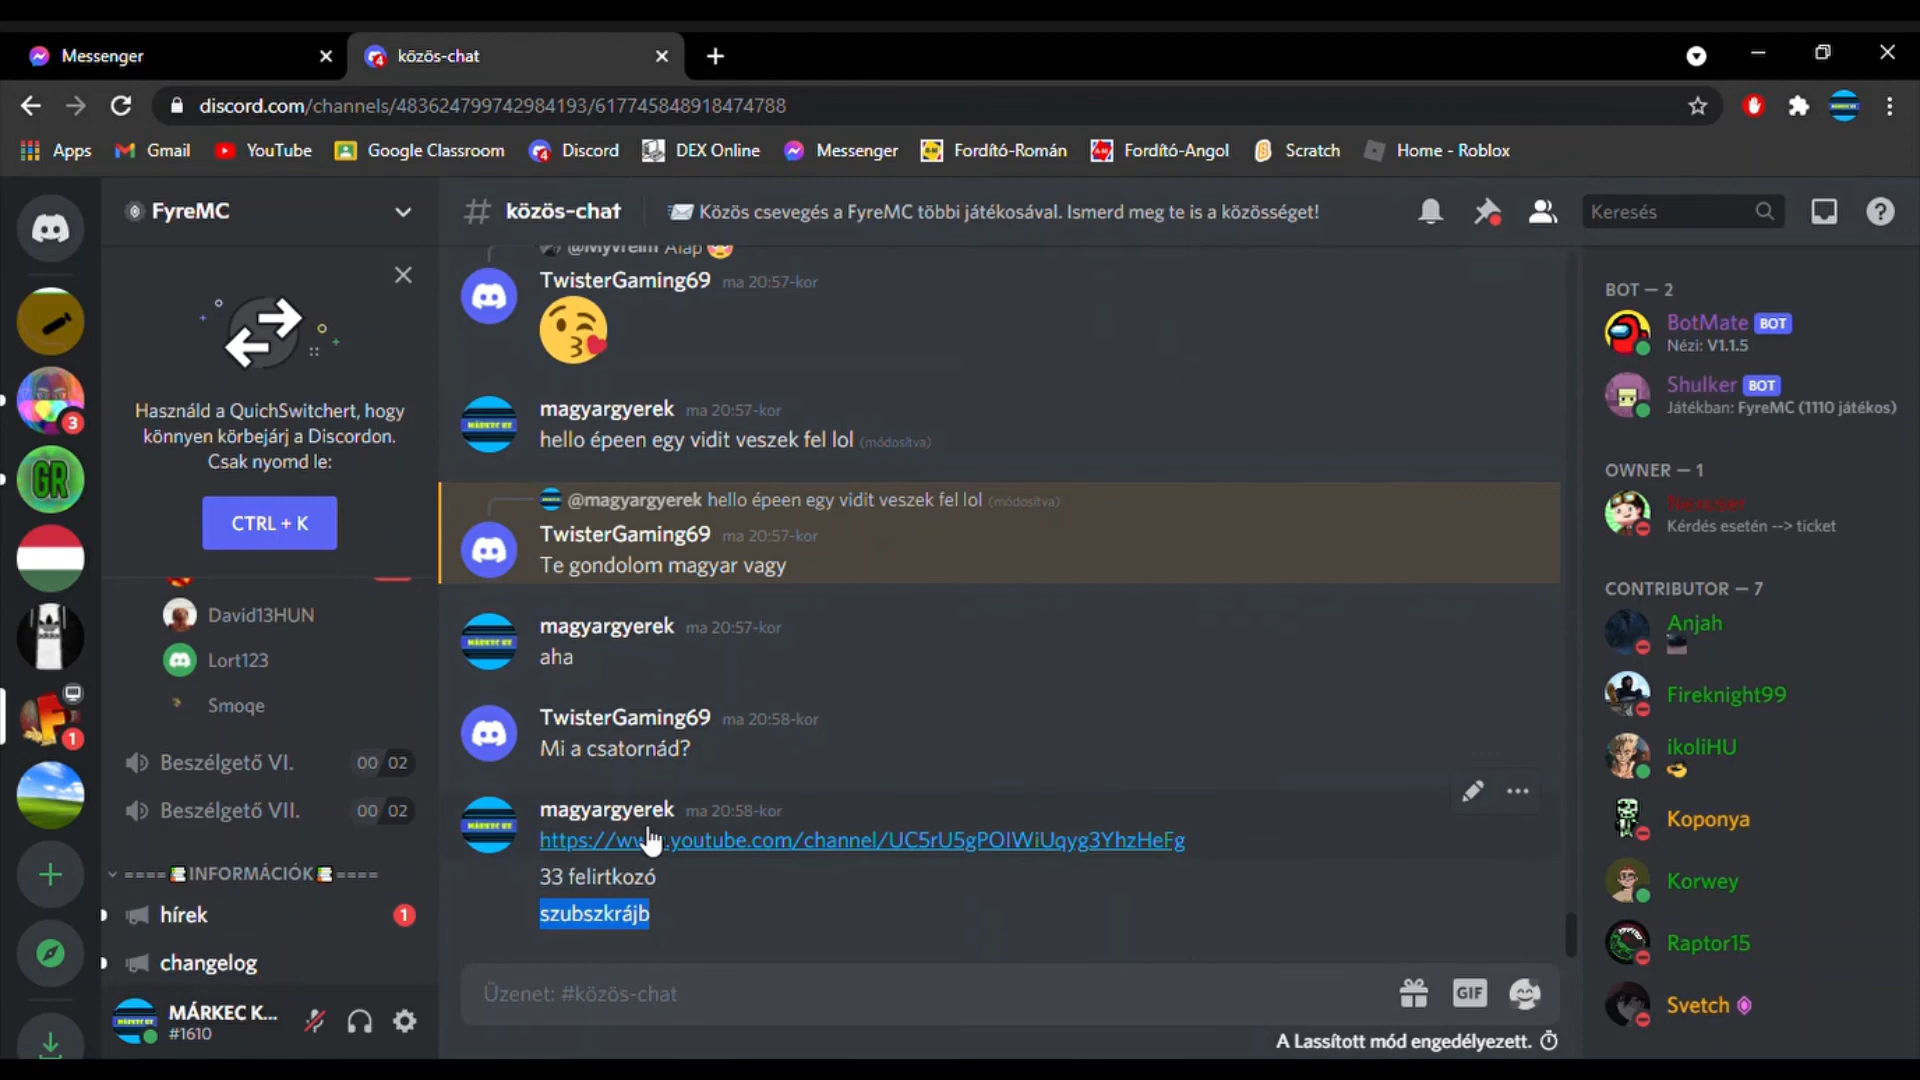 Messenger
közös-chat
discord.com/channels/483624799742984193/617745848918474788
Apps
Gmail
YouTube
Google Classroom
Discord
DEX Online
Messenger
Fordító-Román
Fordító-Angol
Scratch
Home - Roblox
FyreMC
közös-chat
Közös csevegés a FyreMC többi játékosával. Ismerd meg te is a közösséget!
Keresés
Használd a QuichSwitchert, hogy
könnyen körbejárj a Discordon.
Csak nyomd le:
CTRL + K
David13HUN
Lort123
Smoqe
Beszélgető VI. 00 02
Beszélgető VII. 00 02
==== INFORMÁCIÓK ====
hírek 1
changelog
MÁRKEC K...
#1610
3
GR
1
Alap
TwisterGaming69 ma 20:57-kor
magyargyerek ma 20:57-kor
hello épeen egy vidit veszek fel lol (módosítva)
@magyargyerek hello épeen egy vidit veszek fel lol (módosítva)
TwisterGaming69 ma 20:57-kor
Te gondolom magyar vagy
magyargyerek ma 20:57-kor
aha
TwisterGaming69 ma 20:58-kor
Mi a csatornád?
magyargyerek ma 20:58-kor
https://ww youtube.com/channel/UC5rU5gPOlWiUqyg3YhzHeFg
33 felirtkozó
szubszkrájb
Üzenet: #közös-chat
GIF
A Lassított mód engedélyezett.
BOT — 2
BotMate BOT
Nézi: V1.1.5
Shulker BOT
Játékban: FyreMC (1110 játékos)
OWNER — 1
Kérdés esetén --> ticket
CONTRIBUTOR — 7
Anjah
Fireknight99
ikoliHU
Koponya
Korwey
Raptor15
Svetch